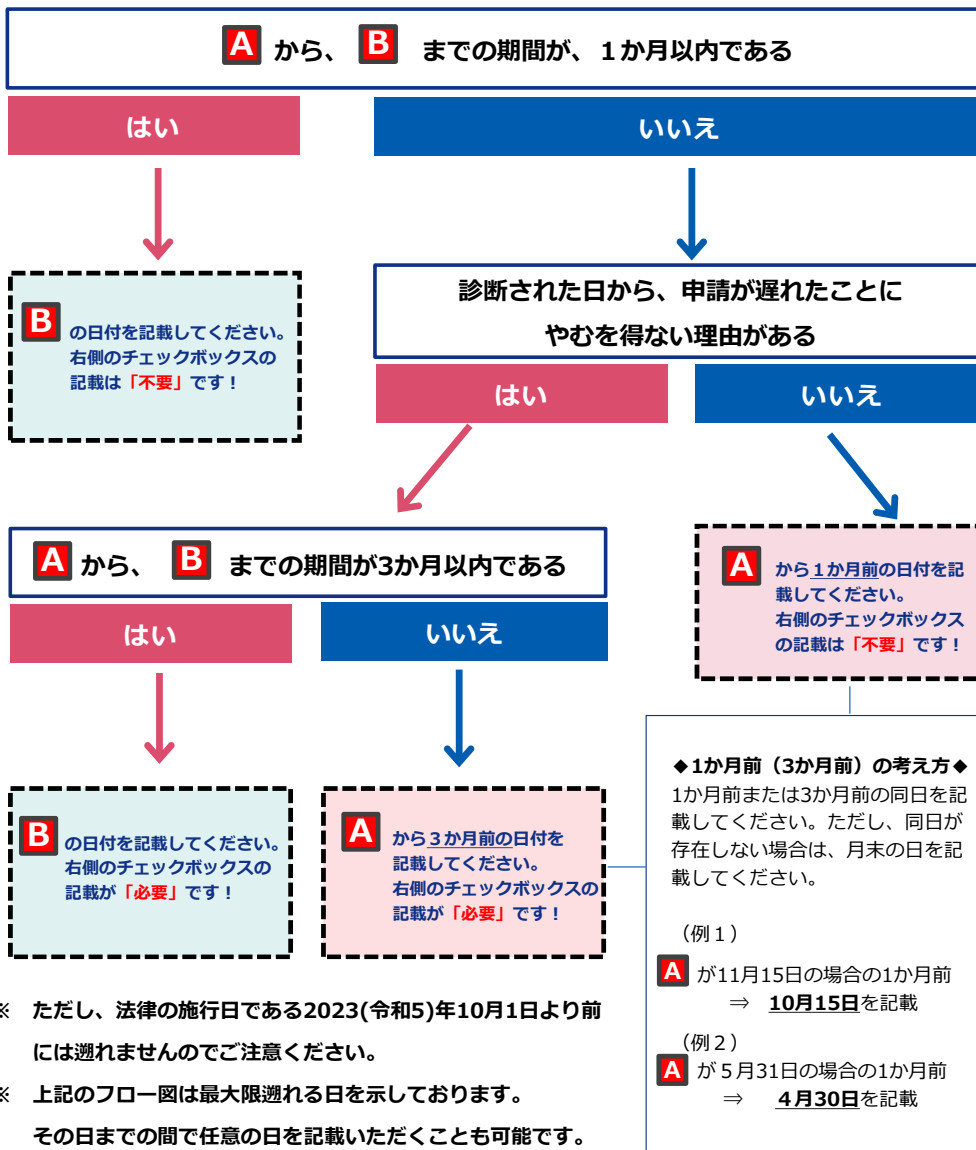 A から、 B までの期間が、１か月以内である
はい
いいえ
B の日付を記載してください。
右側のチェックボックスの
記載は「不要」です！
診断された日から、申請が遅れたことに
やむを得ない理由がある
はい
いいえ
A から、 B までの期間が3か月以内である
はい
いいえ
A から１か月前の日付を記
載してください。
右側のチェックボックス
の記載は「不要」です！
B の日付を記載してください。
右側のチェックボックスの
記載が「必要」です！
A から３か月前の日付を
記載してください。
右側のチェックボックスの
記載が「必要」です！
◆1か月前（3か月前）の考え方◆
1か月前または3か月前の同日を記
載してください。ただし、同日が
存在しない場合は、月末の日を記
載してください。
（例１）
A が11月15日の場合の1か月前
⇒ 10月15日を記載
（例２）
A が５月31日の場合の1か月前
⇒ ４月30日を記載
※ ただし、法律の施行日である2023(令和5)年10月1日より前
には遡れませんのでご注意ください。
※ 上記のフロー図は最大限遡れる日を示しております。
その日までの間で任意の日を記載いただくことも可能です。